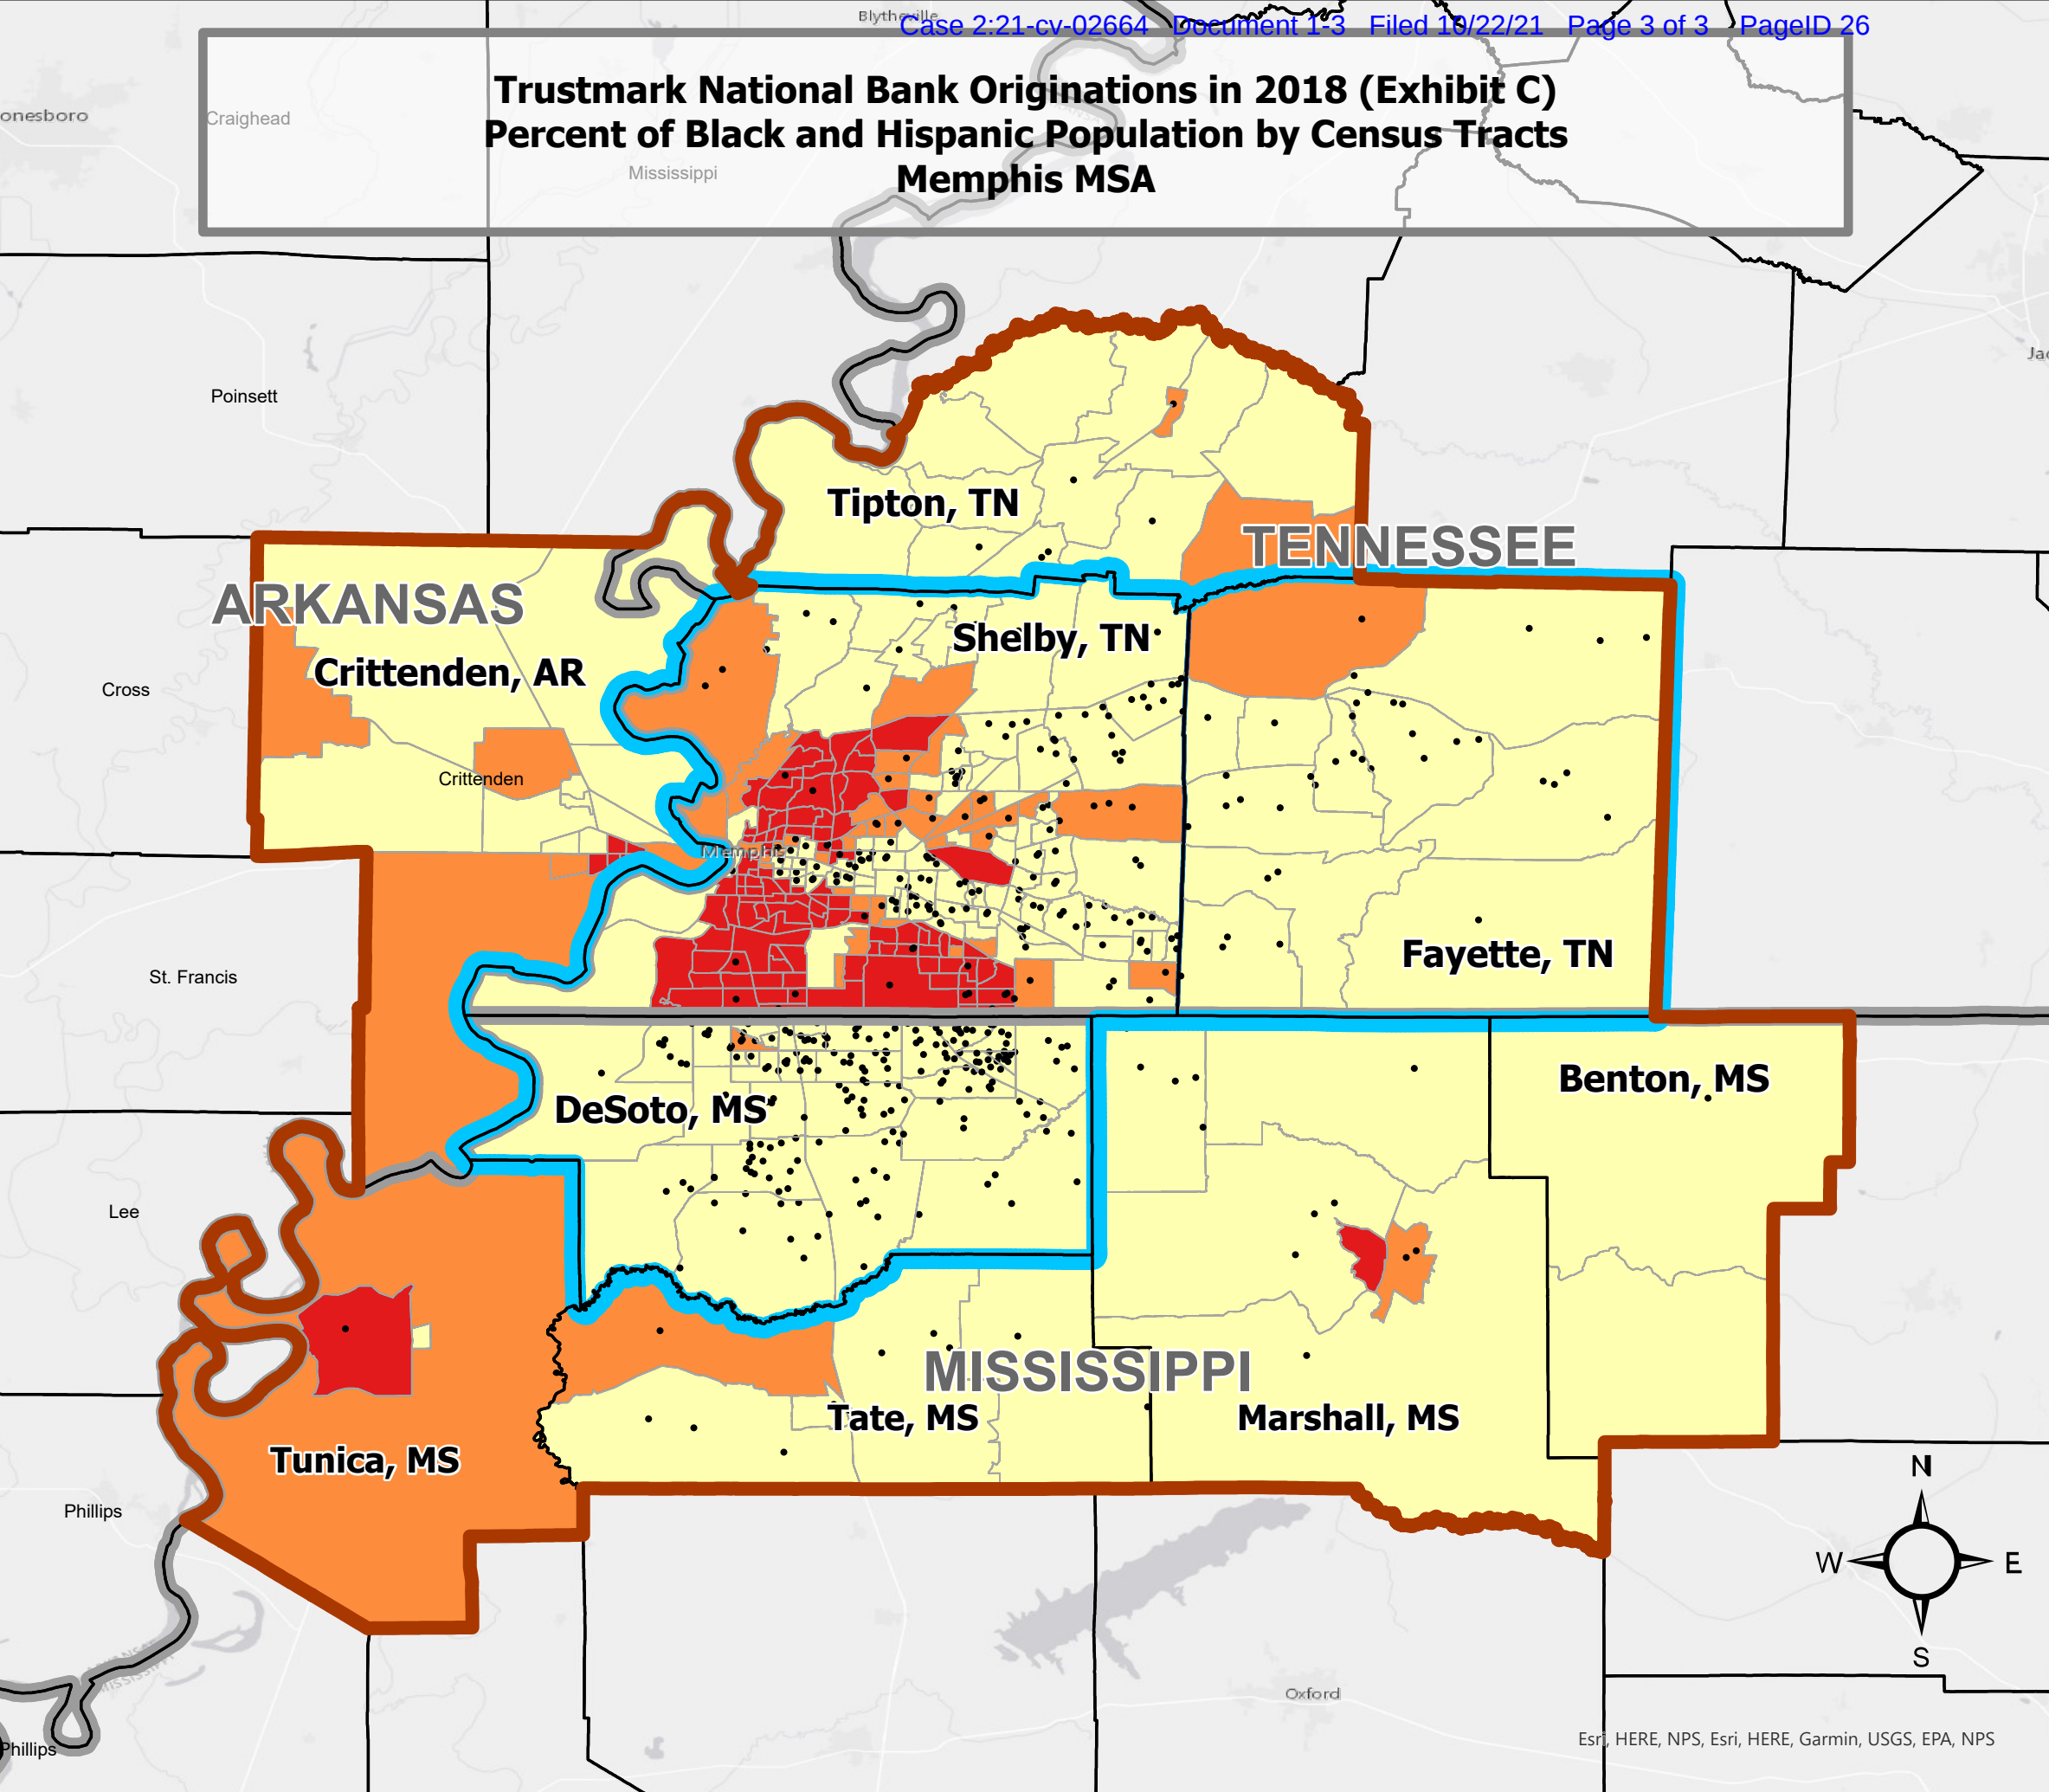 Blytheville
Case 2:21-cv-02664 Document 1-3 Filed 10/22/21 Page 3 of 3 PageID 26
Trustmark National Bank Originations in 2018 (Exhibit C)
Percent of Black and Hispanic Population by Census Tracts
Memphis MSA
onesboro
Craighead
Mississippi
Jac
Poinsett
Tipton, TN
TENNESSEE
ARKANSAS
Shelby, TN
Crittenden, AR
Cross
Crittenden
Memphis
Fayette, TN
St. Francis
Benton, MS
DeSoto, MS
Lee
MISSISSIPPI
Tate, MS
Marshall, MS
Tunica, MS
N
Phillips
W
E
S
ARKANSAS
MISSISSIPPI
Oxford
Phillips
Esri, HERE, NPS, Esri, HERE, Garmin, USGS, EPA, NPS